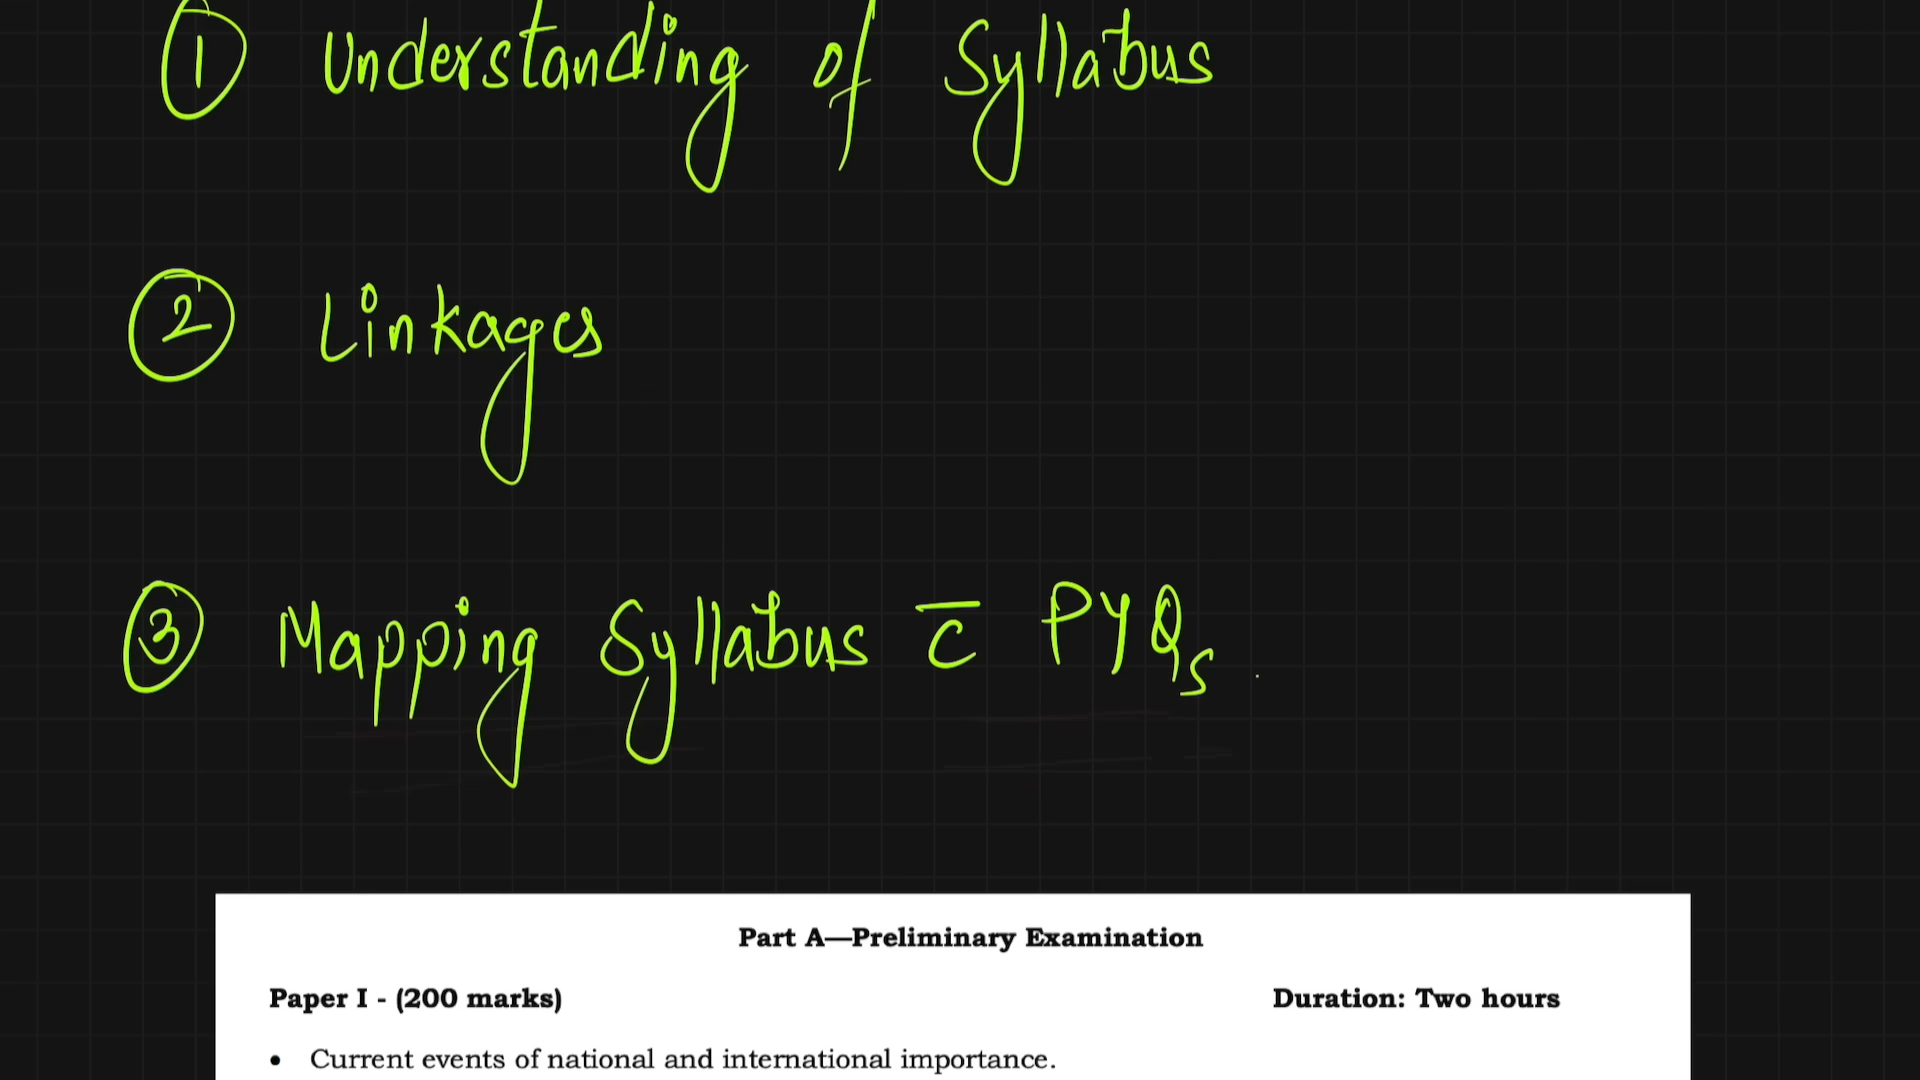 ① Understanding of Syllabus
② Linkages
③ Mapping Syllabus c̅ PYQs.
Part A—Preliminary Examination
Paper I - (200 marks) Duration: Two hours
• Current events of national and international importance.